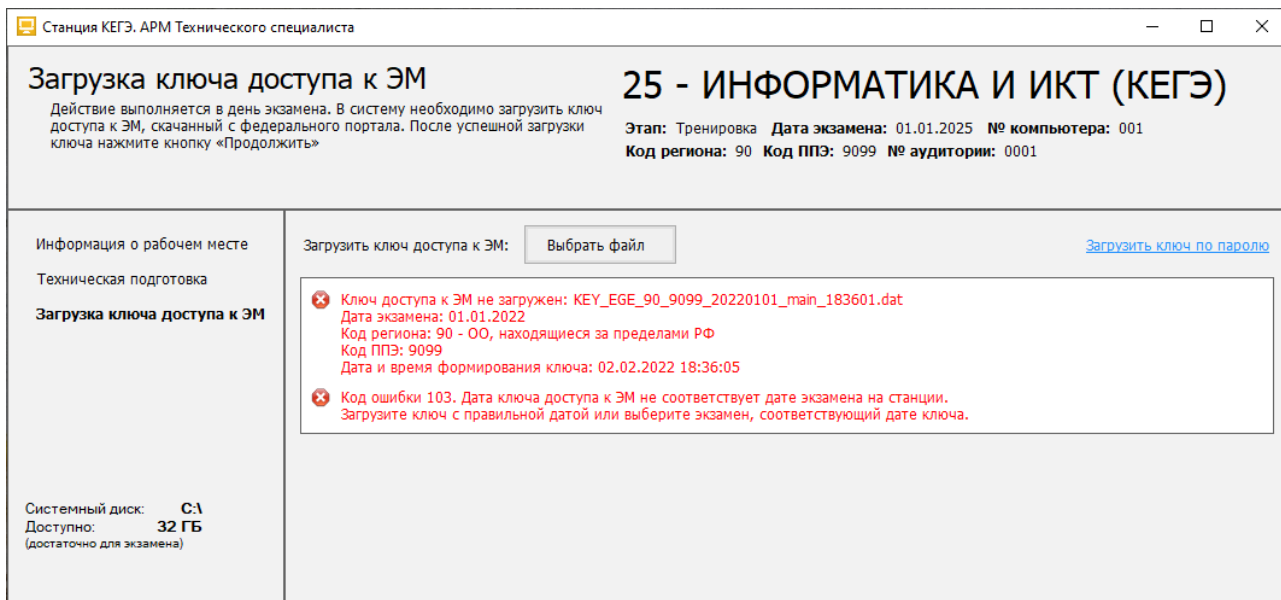 Станция КЕГЭ. АРМ Технического специалиста
Загрузка ключа доступа к ЭМ
Действие выполняется в день экзамена. В систему необходимо загрузить ключ
доступа к ЭМ, скачанный с федерального портала. После успешной загрузки
ключа нажмите кнопку «Продолжить»
25 - ИНФОРМАТИКА И ИКТ (КЕГЭ)
Этап: Тренировка Дата экзамена: 01.01.2025 № компьютера: 001
Код региона: 90 Код ППЭ: 9099 № аудитории: 0001
Информация о рабочем месте
Техническая подготовка
Загрузка ключа доступа к ЭМ
Системный диск: C:\
Доступно: 32 ГБ
(достаточно для экзамена)
Загрузить ключ доступа к ЭМ: Выбрать файл Загрузить ключ по паролю
Ключ доступа к ЭМ не загружен: KEY_EGE_90_9099_20220101_main_183601.dat
Дата экзамена: 01.01.2022
Код региона: 90 - ОО, находящиеся за пределами РФ
Код ППЭ: 9099
Дата и время формирования ключа: 02.02.2022 18:36:05
Код ошибки 103. Дата ключа доступа к ЭМ не соответствует дате экзамена на станции.
Загрузите ключ с правильной датой или выберите экзамен, соответствующий дате ключа.